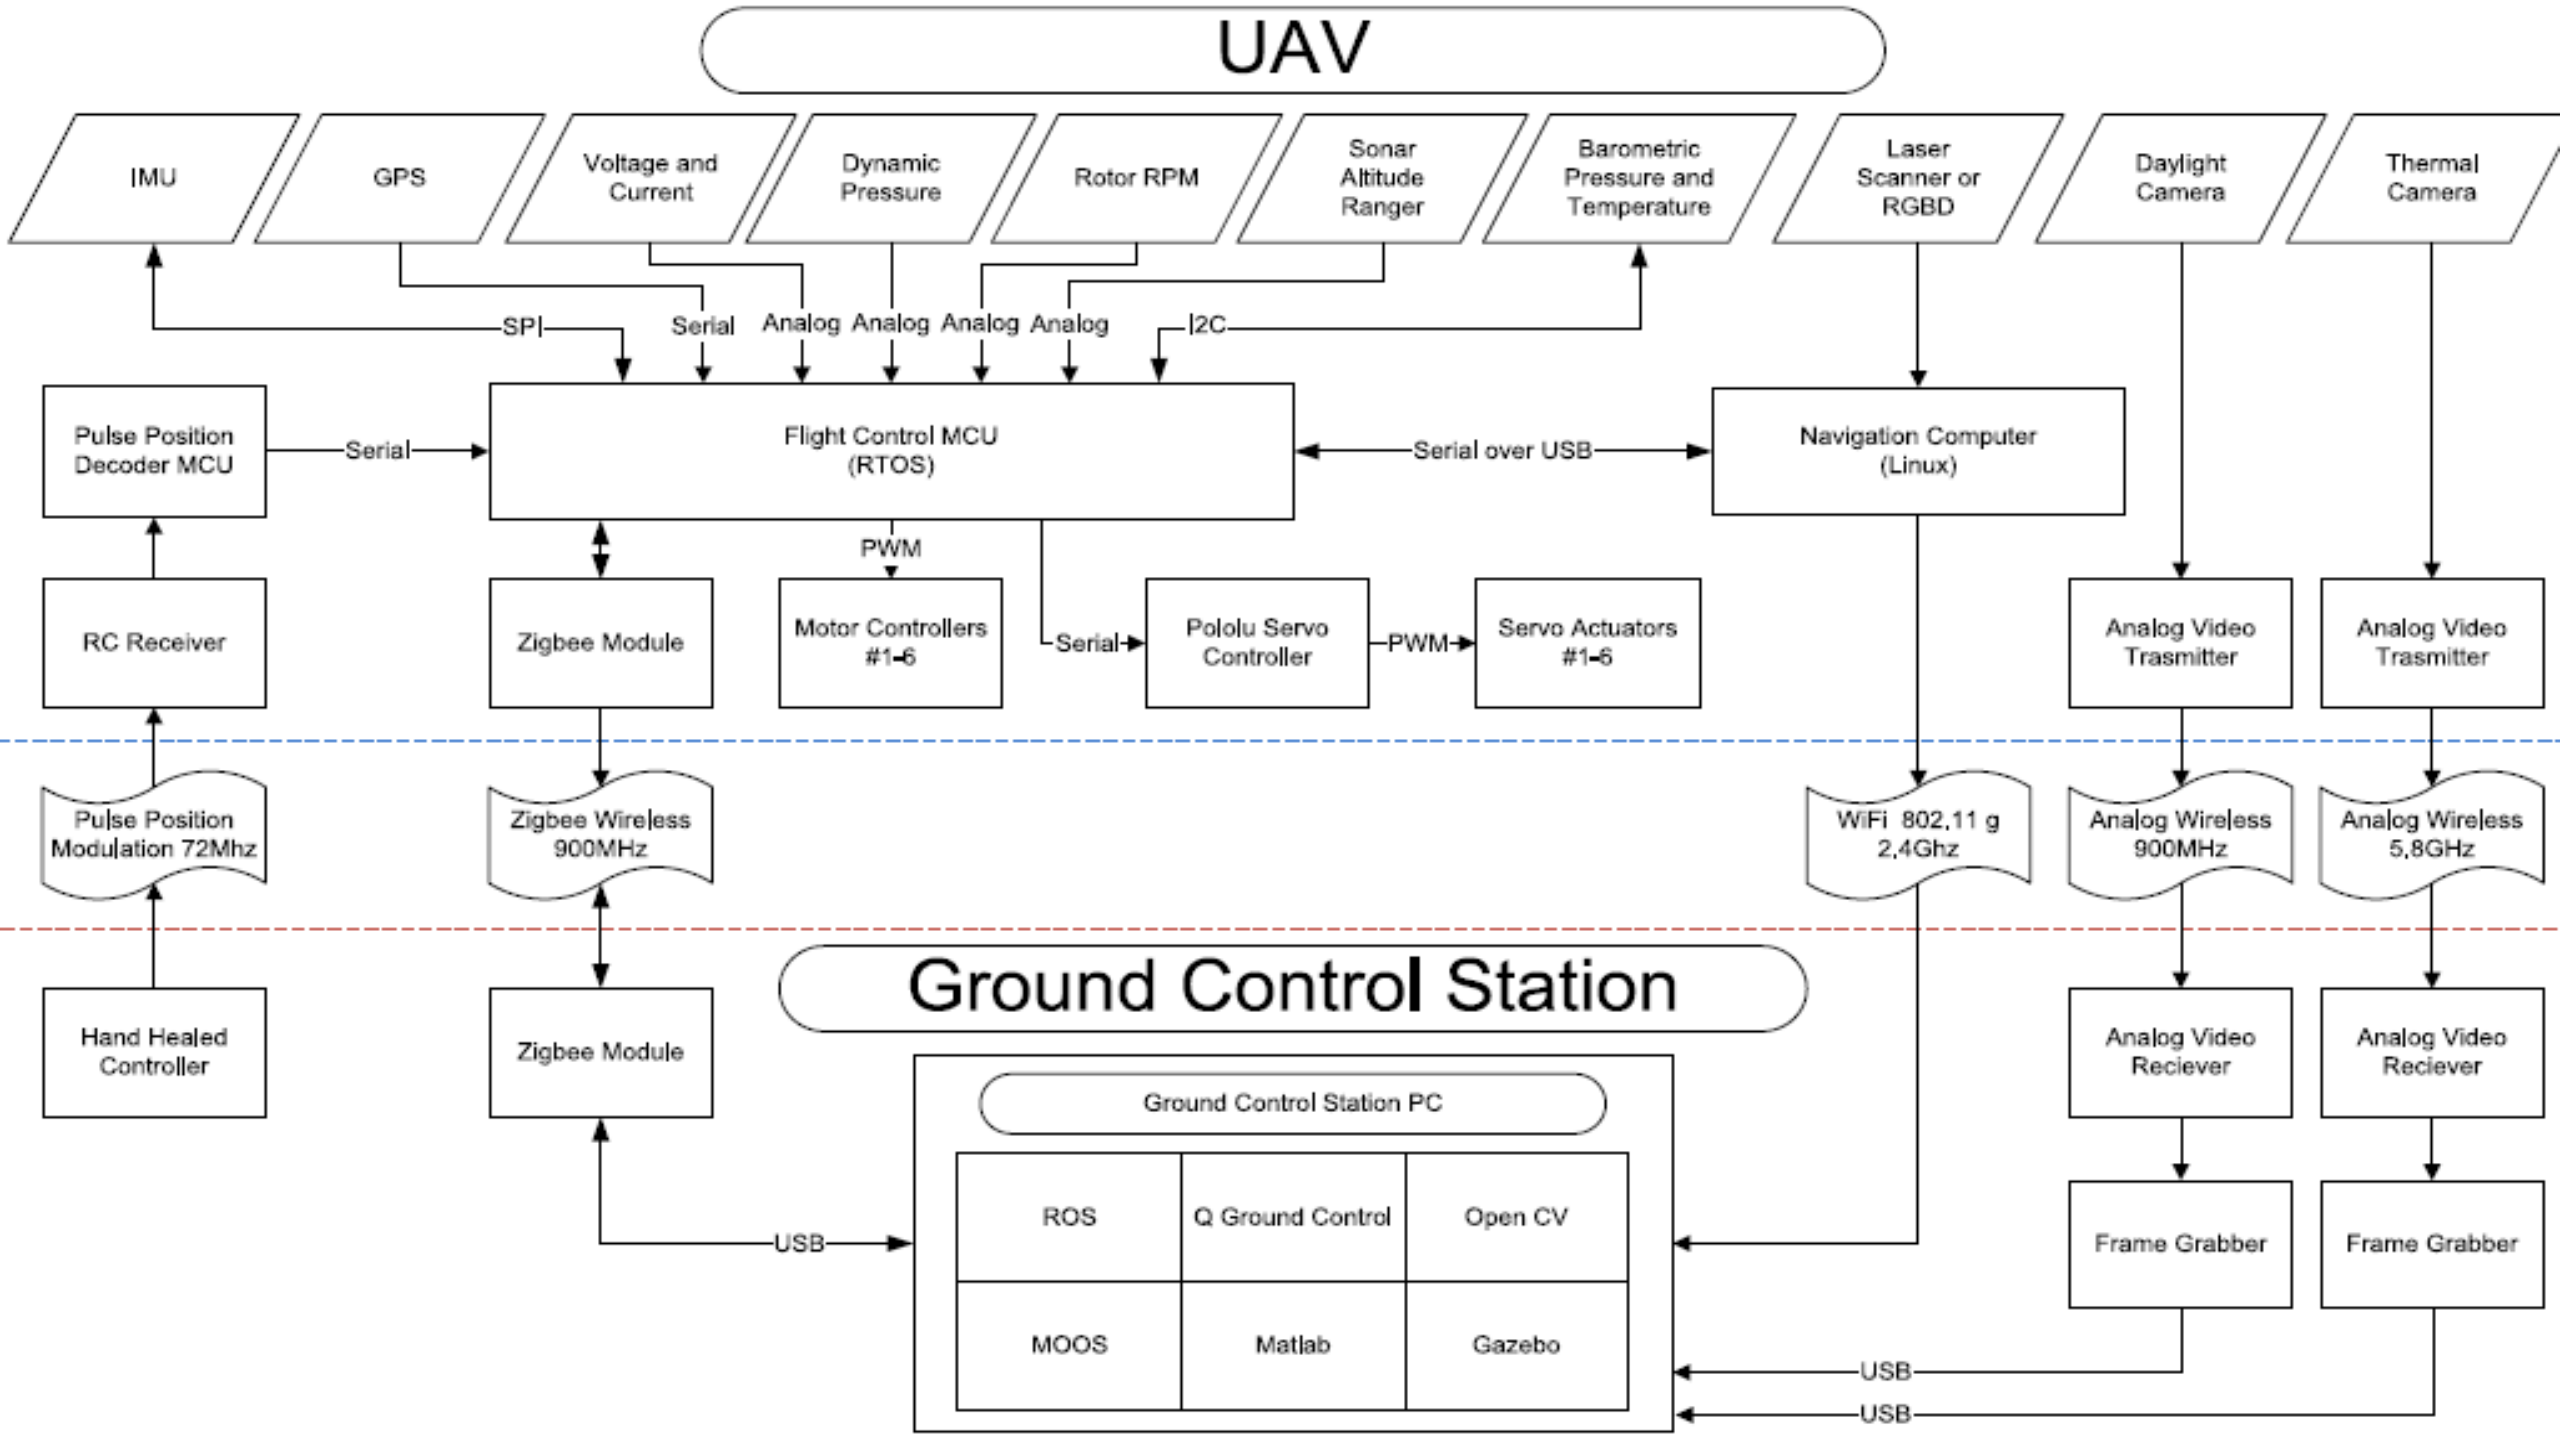 UAV
IMU
GPS
Voltage and
Current
Dynamic
Pressure
Rotor RPM
Sonar
Altitude
Ranger
Barometric
Pressure and
Temperature
Laser
Scanner or
RGBD
Daylight
Camera
Thermal
Camera
SPI
Serial
Analog
Analog
Analog
Analog
I2C
Pulse Position
Decoder MCU
Serial
Flight Control MCU
(RTOS)
Serial over USB
Navigation Computer
(Linux)
PWM
RC Receiver
Zigbee Module
Motor Controllers
#1-6
Serial
Pololu Servo
Controller
PWM
Servo Actuators
#1-6
Analog Video
Trasmitter
Analog Video
Trasmitter
Pulse Position
Modulation 72Mhz
Zigbee Wireless
900MHz
WiFi 802,11 g
2,4Ghz
Analog Wireless
900MHz
Analog Wireless
5,8GHz
Ground Control Station
Hand Healed
Controller
Zigbee Module
Analog Video
Reciever
Analog Video
Reciever
Ground Control Station PC
ROS
Q Ground Control
Open CV
USB
Frame Grabber
Frame Grabber
MOOS
Matlab
Gazebo
USB
USB